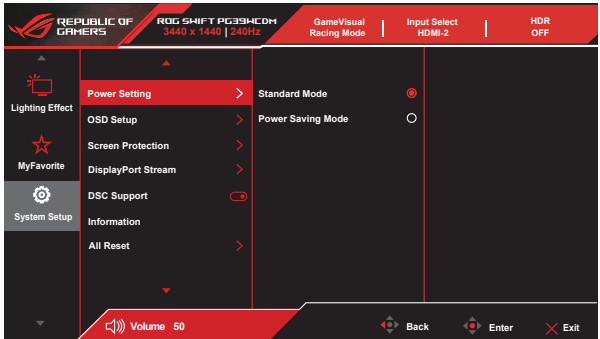 REPUBLIC OF
GAMERS
ROG SWIFT PG39WCDM
3440 x 1440 | 240Hz
GameVisual
Racing Mode
Input Select
HDMI-2
HDR
OFF
Lighting Effect
MyFavorite
System Setup
Power Setting
OSD Setup
Screen Protection
DisplayPort Stream
DSC Support
Information
All Reset
Standard Mode
Power Saving Mode
Volume 50
Back
Enter
Exit